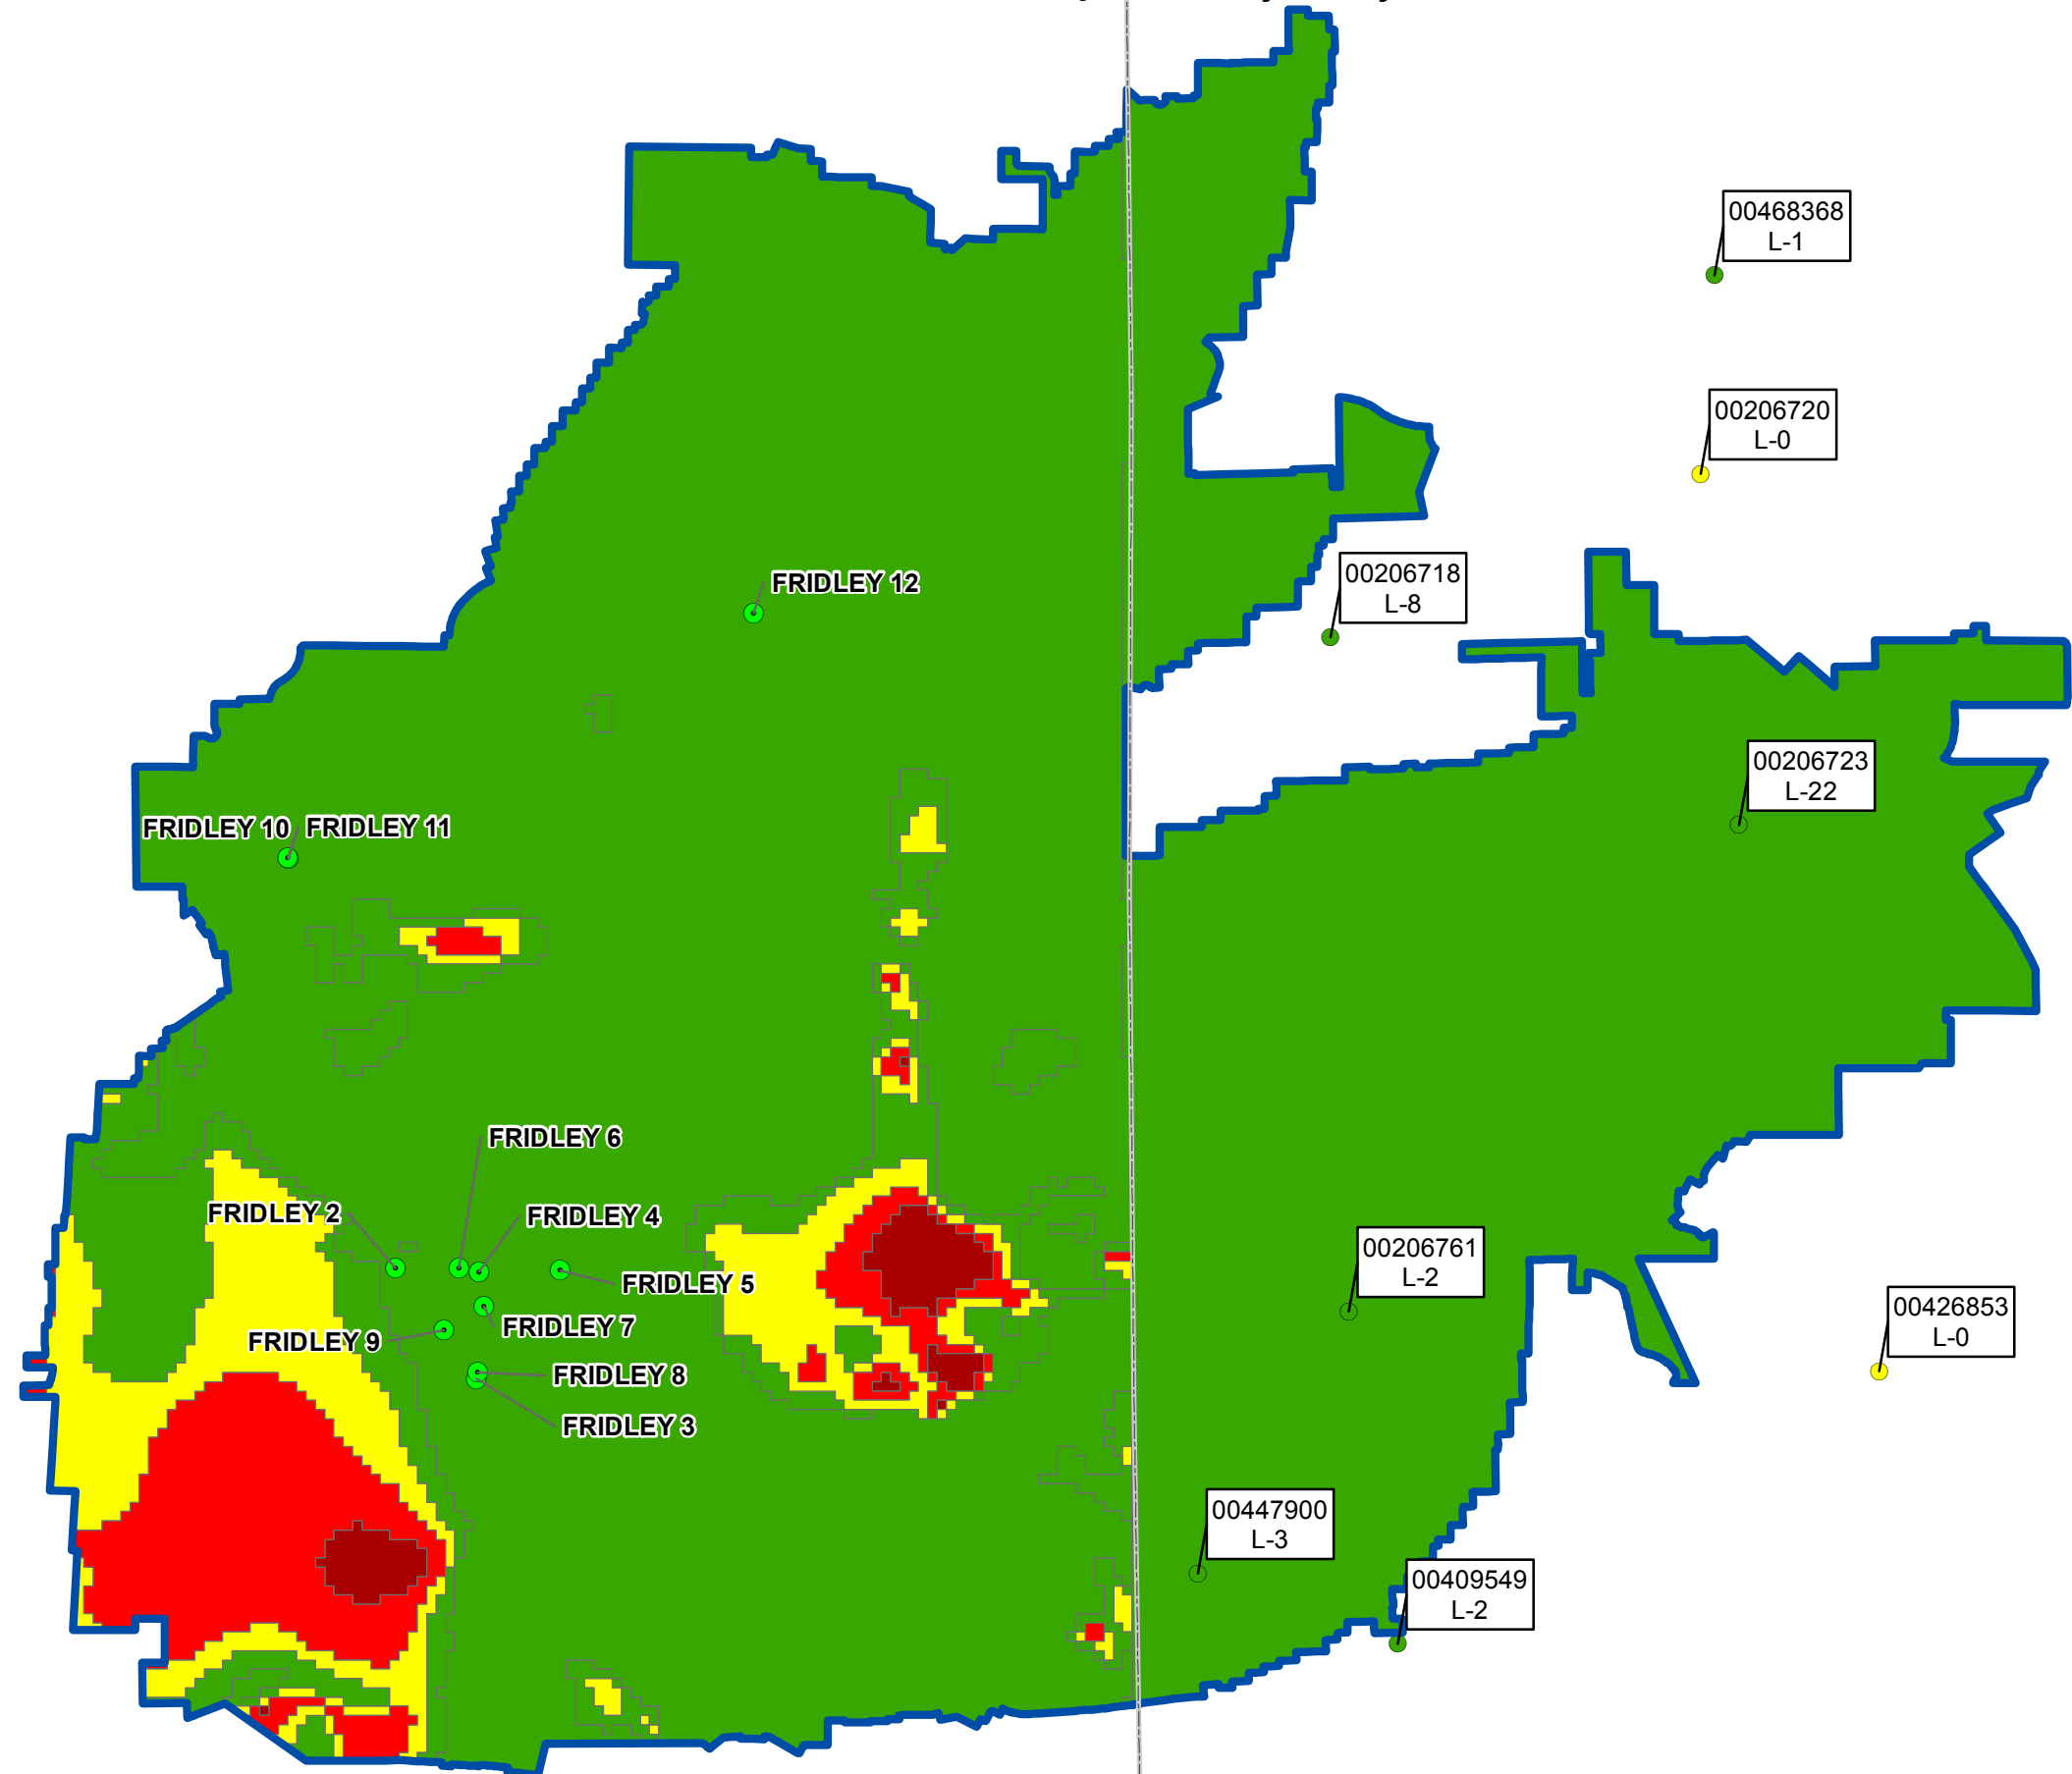 00468368
L-1
00206720
L-0
00206718
L-8
FRIDLEY 12
00206723
L-22
FRIDLEY 10
FRIDLEY 11
FRIDLEY 6
FRIDLEY 2
FRIDLEY 4
FRIDLEY 5
00206761
L-2
FRIDLEY 7
FRIDLEY 9
00426853
L-0
FRIDLEY 8
FRIDLEY 3
00447900
L-3
00409549
L-2